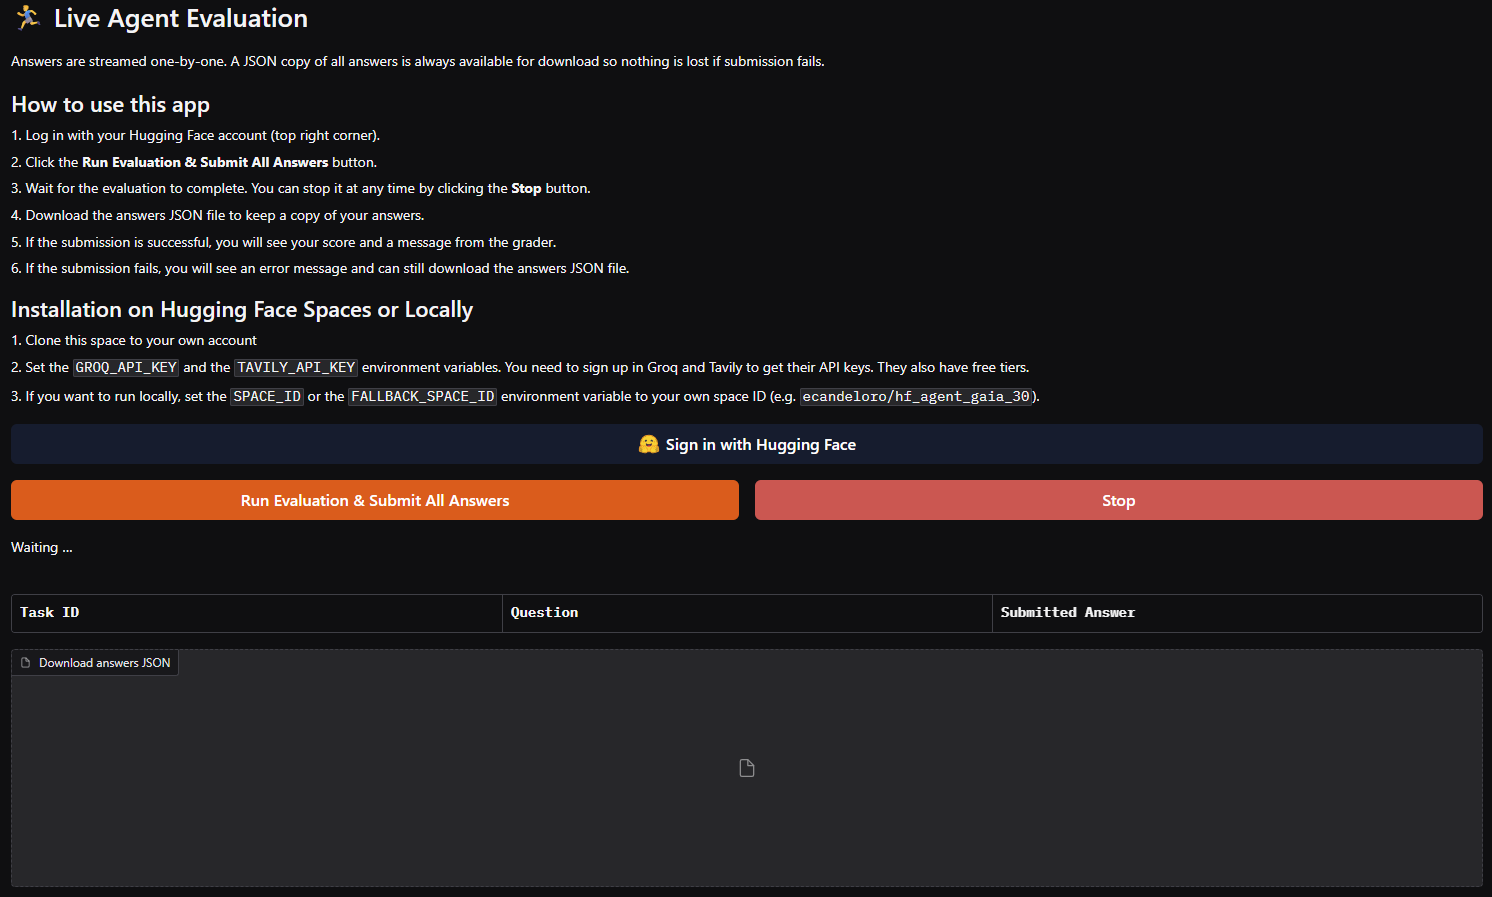 Live Agent Evaluation
Answers are streamed one-by-one. A JSON copy of all answers is always available for download so nothing is lost if submission fails.
How to use this app
1. Log in with your Hugging Face account (top right corner).
2. Click the Run Evaluation & Submit All Answers button.
3. Wait for the evaluation to complete. You can stop it at any time by clicking the Stop button.
4. Download the answers JSON file to keep a copy of your answers.
5. If the submission is successful, you will see your score and a message from the grader.
6. If the submission fails, you will see an error message and can still download the answers JSON file.
Installation on Hugging Face Spaces or Locally
1. Clone this space to your own account
2. Set the GROQ_API_KEY and the TAVILY_API_KEY environment variables. You need to sign up in Groq and Tavily to get their API keys. They also have free tiers.
3. If you want to run locally, set the SPACE_ID or the FALLBACK_SPACE_ID environment variable to your own space ID (e.g. ecandeloro/hf_agent_gaia_30).
Sign in with Hugging Face
Run Evaluation & Submit All Answers
Stop
Waiting ...
Task ID
Question
Submitted Answer
Download answers JSON